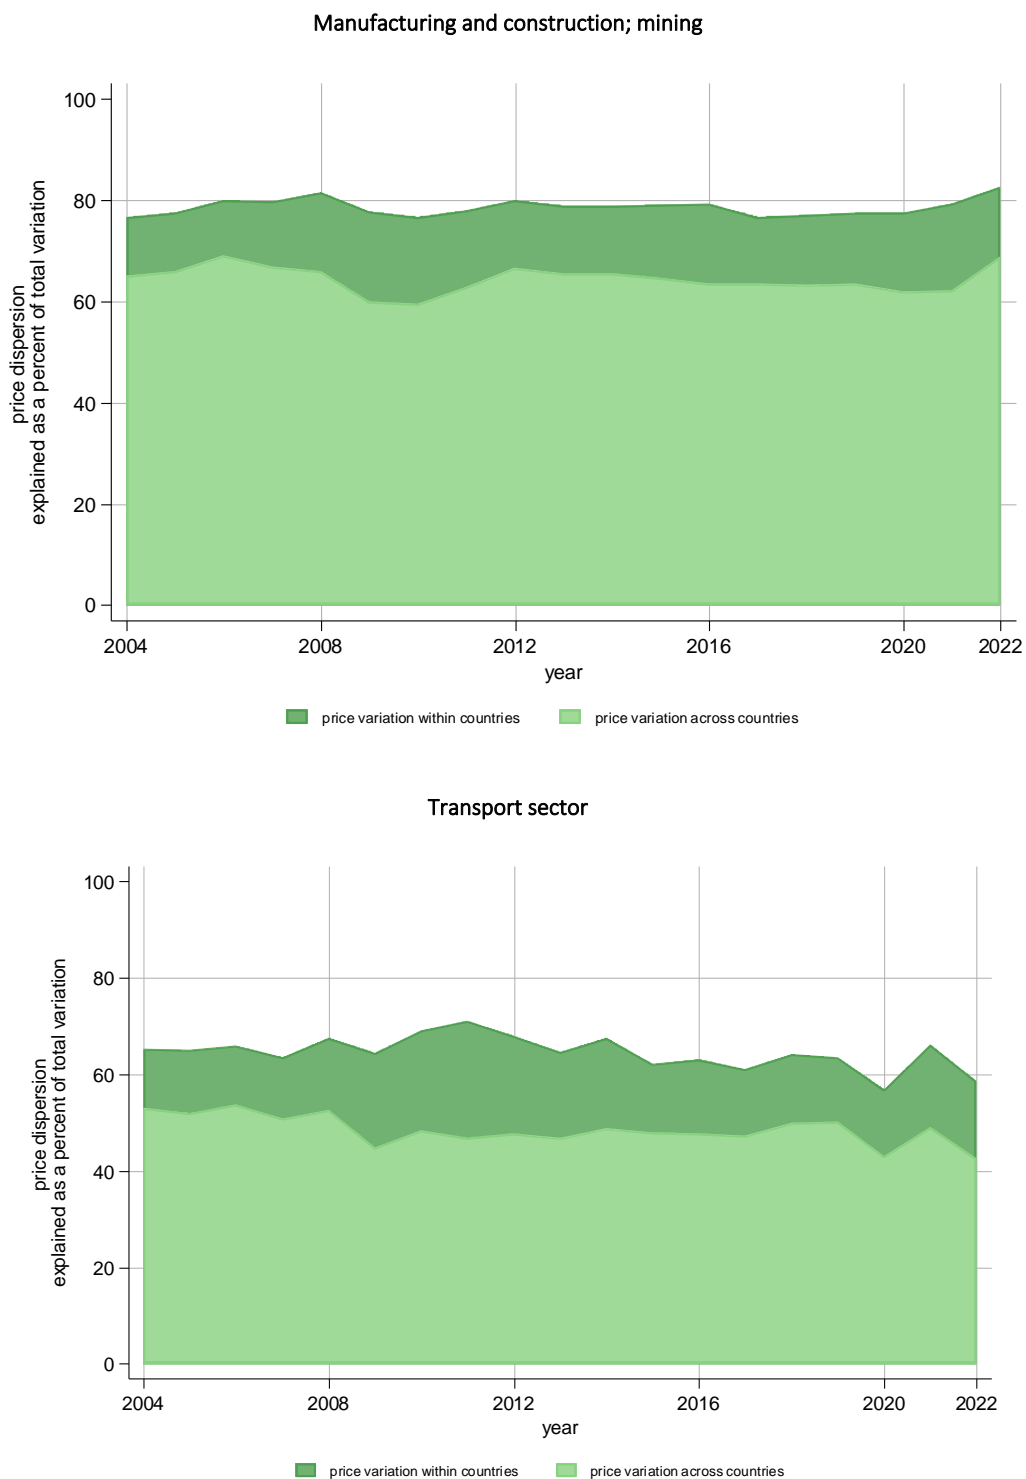 Manufacturing and construction; mining
100
80
60
40
20
0
price dispersion
explained as a percent of total variation
2004 2008 2012 2016 2020 2022
year
price variation within countries price variation across countries
Transport sector
100
80
60
40
20
0
price dispersion
explained as a percent of total variation
2004 2008 2012 2016 2020 2022
year
price variation within countries price variation across countries